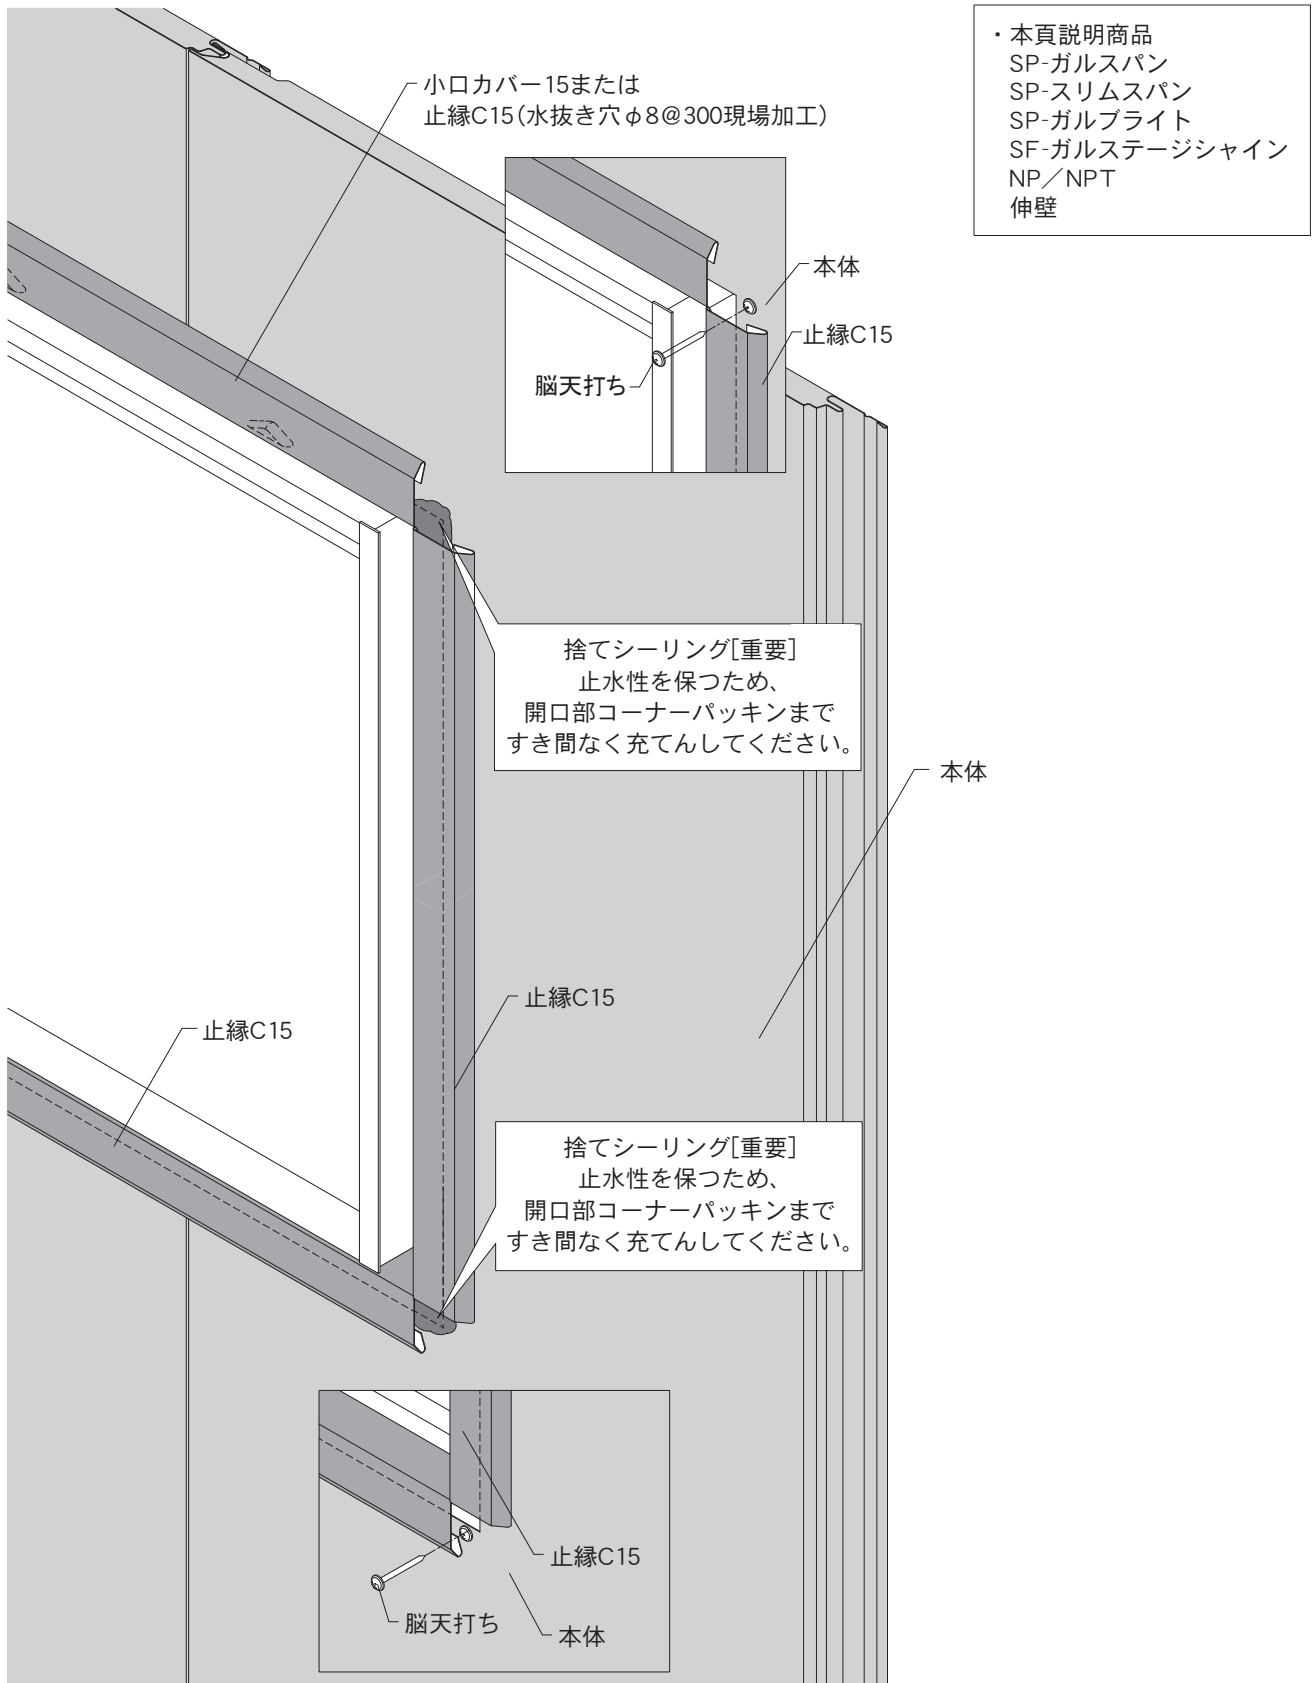 ・本頁説明商品
SP-ガルスパン
SP-スリムスパン
SP-ガルブライト
SF-ガルステージシャイン
NP／NPT
伸壁
小口カバー15または
止縁C15（水抜き穴φ8@300現場加工）
本体
止縁C15
脳天打ち
捨てシーリング[重要]
止水性を保つため、
開口部コーナーパッキンまで
すき間なく充てんしてください。
本体
止縁C15
止縁C15
捨てシーリング[重要]
止水性を保つため、
開口部コーナーパッキンまで
すき間なく充てんしてください。
止縁C15
脳天打ち
本体